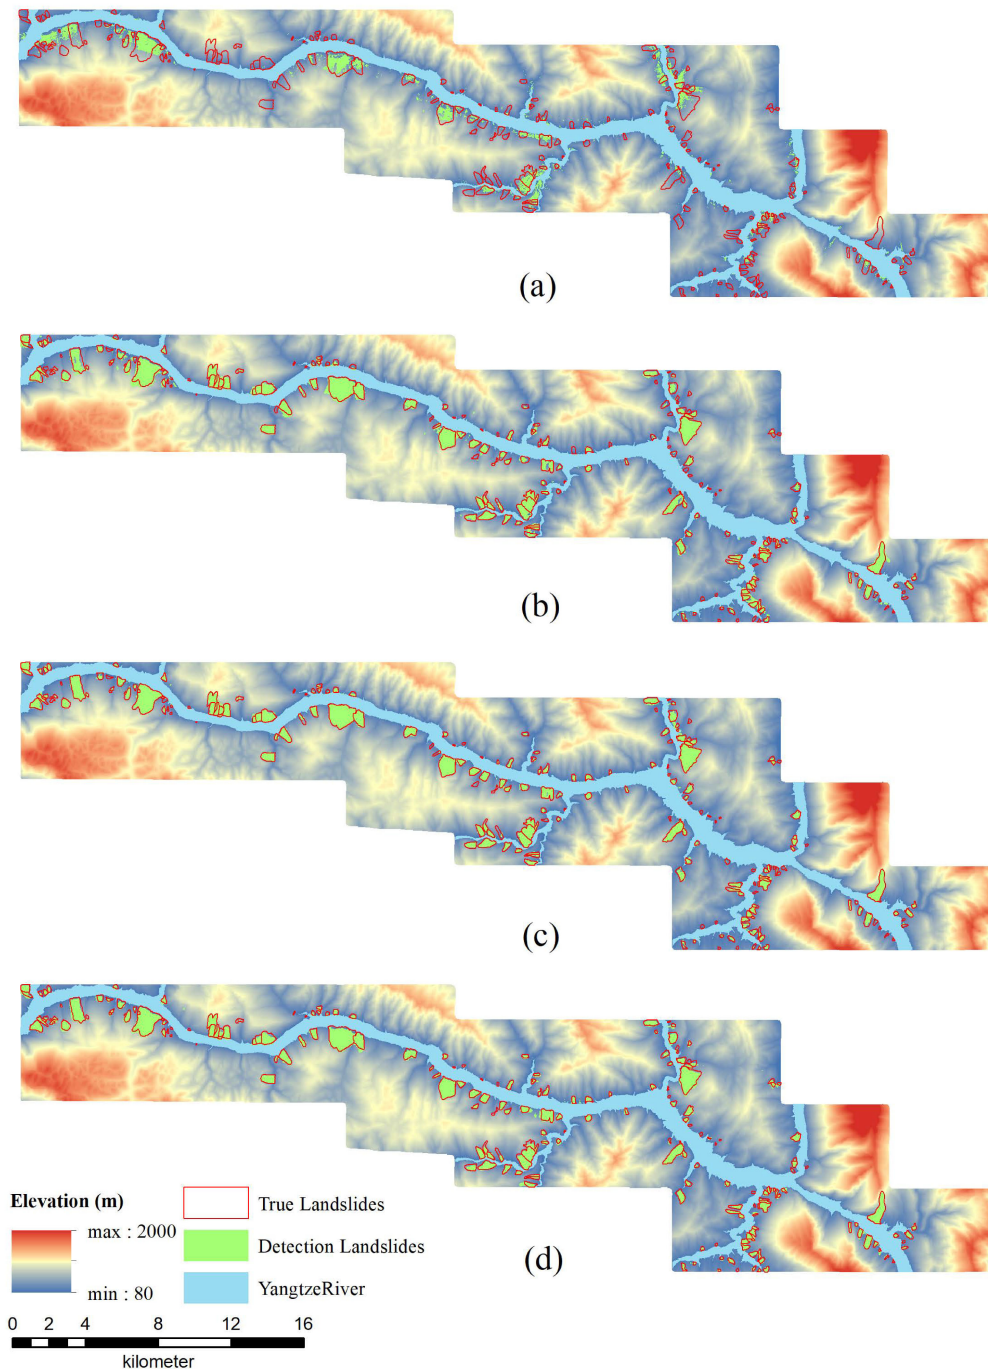 (a)
(b)
(c)
(d)
Elevation (m)
max : 2000
min : 80
True Landslides
Detection Landslides
YangtzeRiver
0 2 4 8 12 16
kilometer